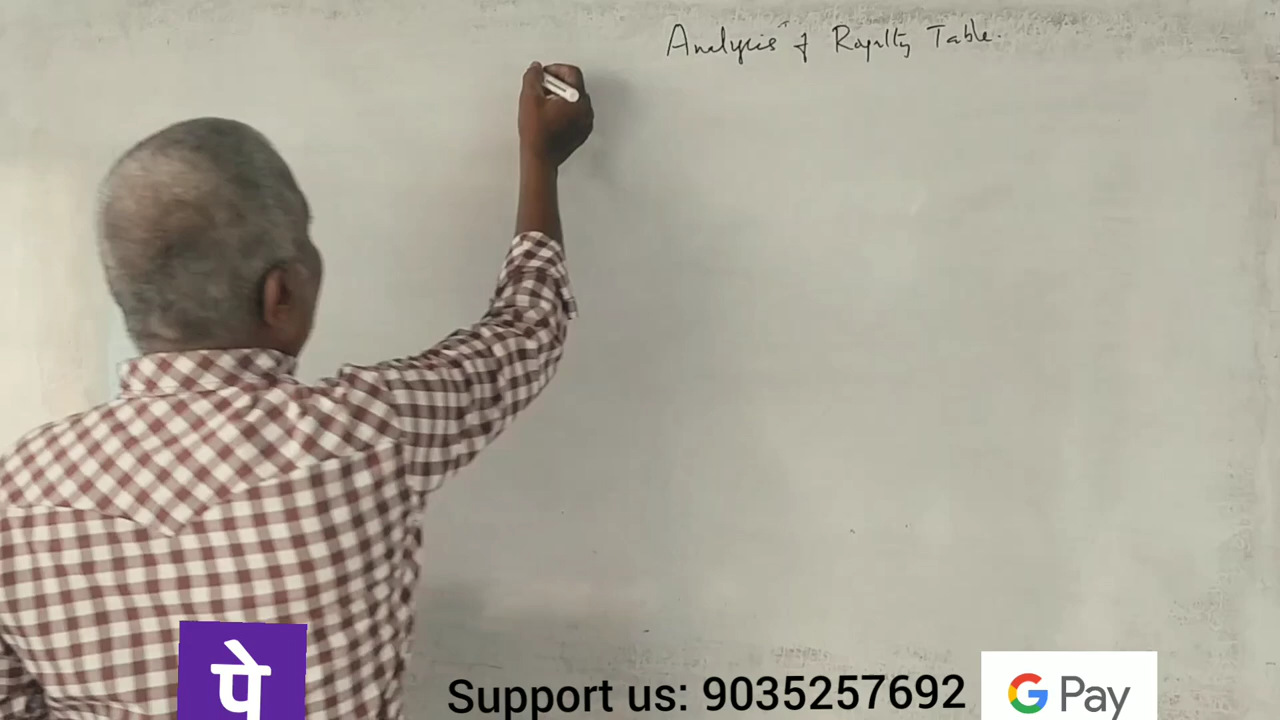 Analysis of Royalty Table.
पे
Support us: 9035257692
G Pay